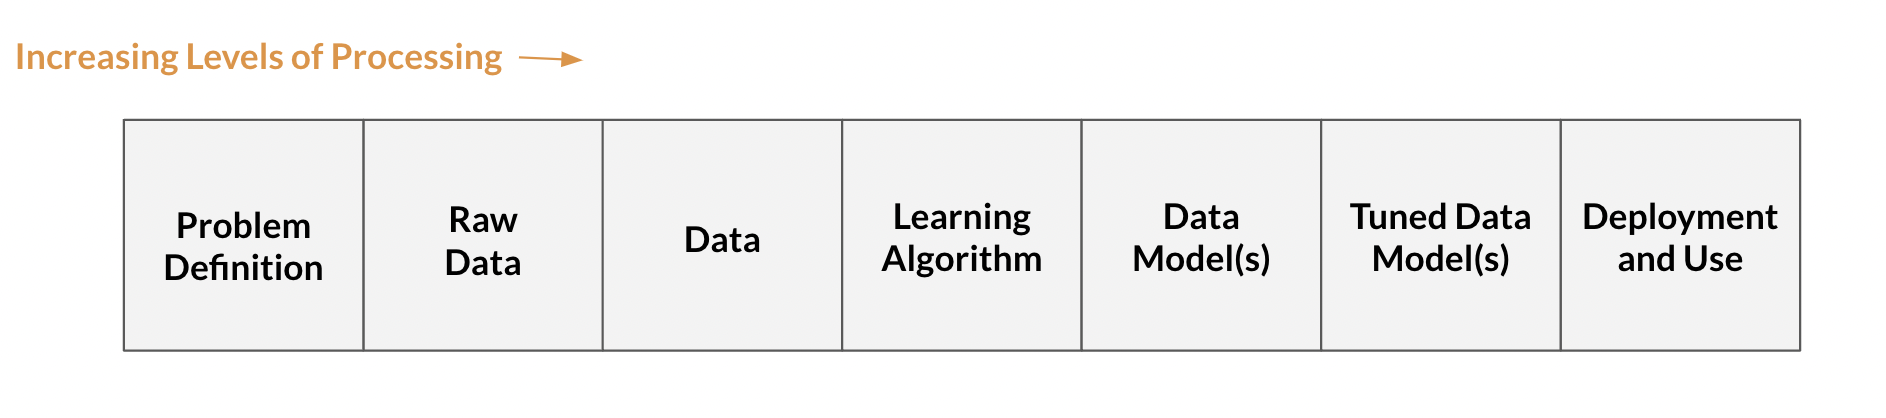 Increasing Levels of Processing
Problem
Definition
Raw
Data
Data
Learning
Algorithm
Data
Model(s)
Tuned Data
Model(s)
Deployment
and Use